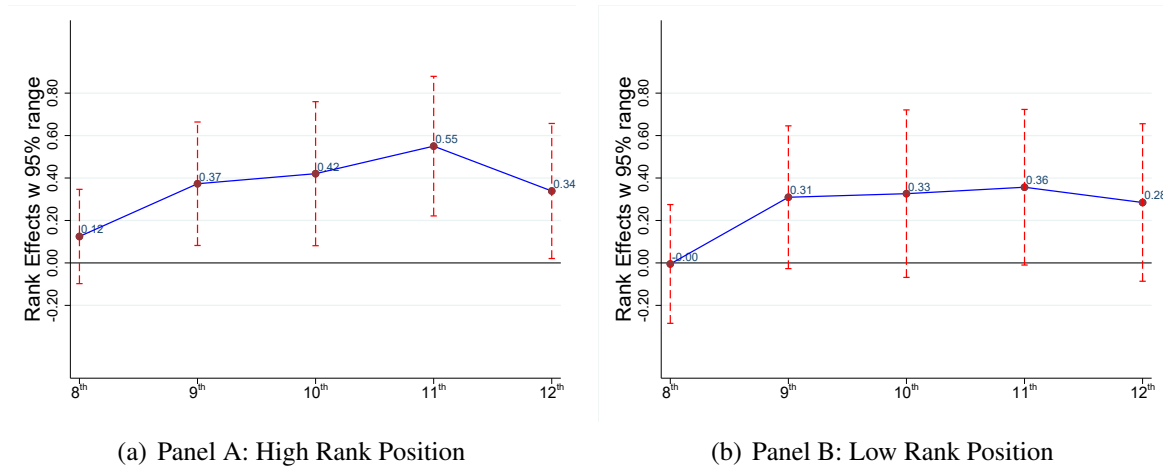 Rank Effects w 95% range
0.80
0.60
0.40
0.20
0.00
-0.20
0.12
0.37
0.42
0.55
0.34
8th
9th
10th
11th
12th
(a) Panel A: High Rank Position
Rank Effects w 95% range
0.80
0.60
0.40
0.20
0.00
-0.20
-0.00
0.31
0.33
0.36
0.28
8th
9th
10th
11th
12th
(b) Panel B: Low Rank Position